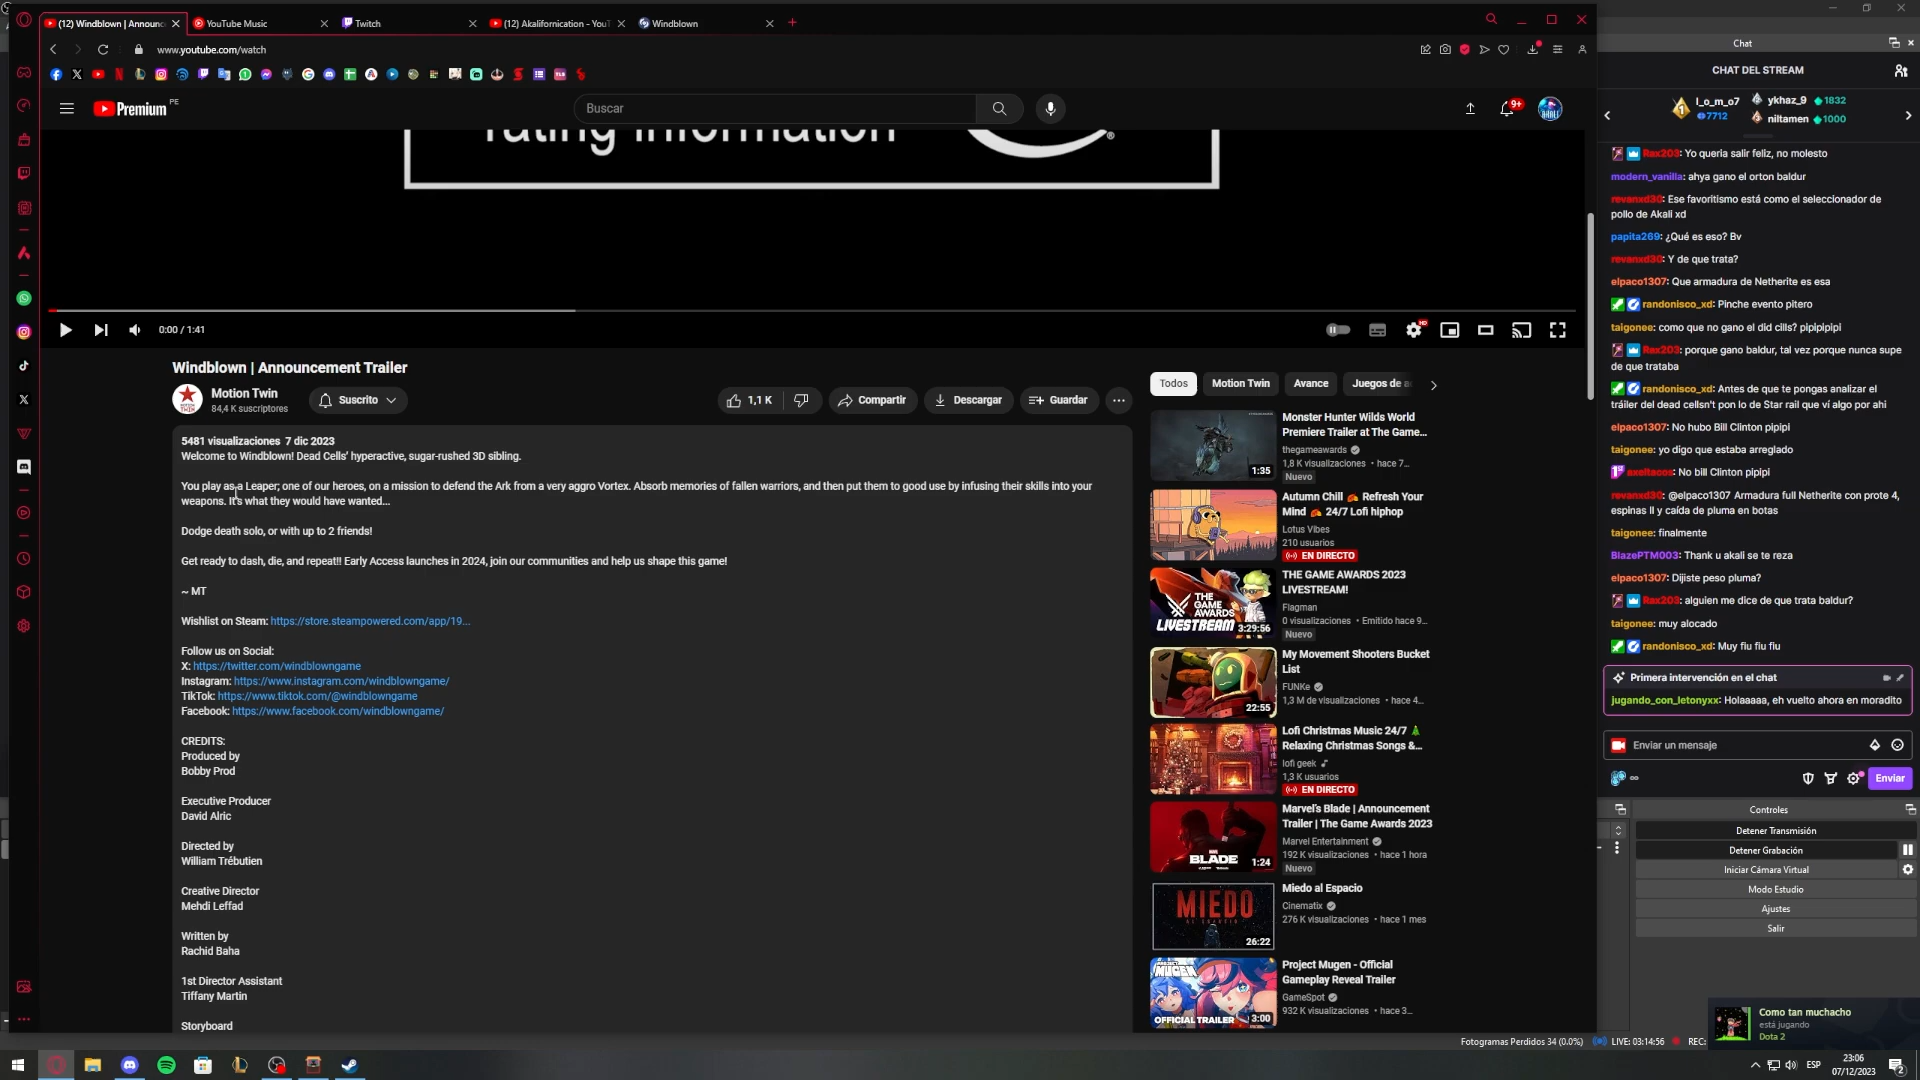 (12) Windblown | Announc
YouTube Music
Twitch
(12) Akalifornication - YouT
Windblown
www.youtube.com/watch
Premium PE
Buscar
9+
rating information
0:00 / 1:41
Windblown | Announcement Trailer
Motion Twin
84,4 K suscriptores
Suscrito
1,1 K
Compartir
Descargar
Guardar
5481 visualizaciones 7 dic 2023
Welcome to Windblown! Dead Cells' hyperactive, sugar-rushed 3D sibling.
You play as a Leaper, one of our heroes, on a mission to defend the Ark from a very aggro Vortex. Absorb memories of fallen warriors, and then put them to good use by infusing their skills into your
weapons. It's what they would have wanted...
Dodge death solo, or with up to 2 friends!
Get ready to dash, die, and repeat!! Early Access launches in 2024, join our communities and help us shape this game!
~ MT
Wishlist on Steam: https://store.steampowered.com/app/19...
Follow us on Social:
X: https://twitter.com/windblowngame
Instagram: https://www.instagram.com/windblowngame/
TikTok: https://www.tiktok.com/@windblowngame
Facebook: https://www.facebook.com/windblowngame/
CREDITS:
Produced by
Bobby Prod
Executive Producer
David Alric
Directed by
William Trébutien
Creative Director
Mehdi Leffad
Written by
Rachid Baha
1st Director Assistant
Tiffany Martin
Storyboard
Todos
Motion Twin
Avance
Juegos de a
Monster Hunter Wilds World
Premiere Trailer at The Game...
thegameawards
1,8 K visualizaciones • hace 7...
Nuevo
1:35
Autumn Chill 🍂 Refresh Your
Mind 🍂 24/7 Lofi hiphop
Lotus Vibes
210 usuarios
EN DIRECTO
THE GAME AWARDS 2023
LIVESTREAM!
Flagman
0 visualizaciones • Emitido hace 9...
Nuevo
THE GAME AWARDS
LIVESTREAM
3:29:56
My Movement Shooters Bucket
List
FUNKe
1,3 M de visualizaciones • hace 4...
22:55
Lofi Christmas Music 24/7 🎄
Relaxing Christmas Songs &...
lofi geek
1,3 K usuarios
EN DIRECTO
Marvel's Blade | Announcement
Trailer | The Game Awards 2023
Marvel Entertainment
192 K visualizaciones • hace 1 hora
Nuevo
BLADE
1:24
Miedo al Espacio
Cinematix
276 K visualizaciones • hace 1 mes
MIEDO
26:22
Project Mugen - Official
Gameplay Reveal Trailer
GameSpot
932 K visualizaciones • hace 3...
OFFICIAL TRAILER
3:00
Chat
CHAT DEL STREAM
l_o_m_o7
7712
ykhaz_9 1832
niltamen 1000
Rax203: Yo queria salir feliz, no molesto
modern_vanilla: ahya gano el orton baldur
revanxd30: Ese favoritismo está como el seleccionador de
pollo de Akali xd
papita269: ¿Qué es eso? Bv
revanxd30: Y de que trata?
elpaco1307: Que armadura de Netherite es esa
randonisco_xd: Pinche evento pitero
taigonee: como que no gano el did cills? pipipipipi
Rax203: porque gano baldur, tal vez porque nunca supe
de que trataba
randonisco_xd: Antes de que te pongas analizar el
tráiler del dead cellsn't pon lo de Star rail que ví algo por ahi
elpaco1307: No hubo Bill Clinton pipipi
taigonee: yo digo que estaba arreglado
axeltacos: No bill Clinton pipipi
revanxd30: @elpaco1307 Armadura full Netherite con prote 4,
espinas II y caída de pluma en botas
taigonee: finalmente
BlazePTM003: Thank u akali se te reza
elpaco1307: Dijiste peso pluma?
Rax203: alguien me dice de que trata baldur?
taigonee: muy alocado
randonisco_xd: Muy fiu fiu fiu
Primera intervención en el chat
jugando_con_letonyxx: Holaaaaa, eh vuelto ahora en moradito
Enviar un mensaje
Enviar
Controles
Detener Transmisión
Detener Grabación
Iniciar Cámara Virtual
Modo Estudio
Ajustes
Salir
Como tan muchacho
está jugando
Dota 2
Fotogramas Perdidos 34 (0.0%)
LIVE: 03:14:56
REC:
ESP
23:06
07/12/2023
2